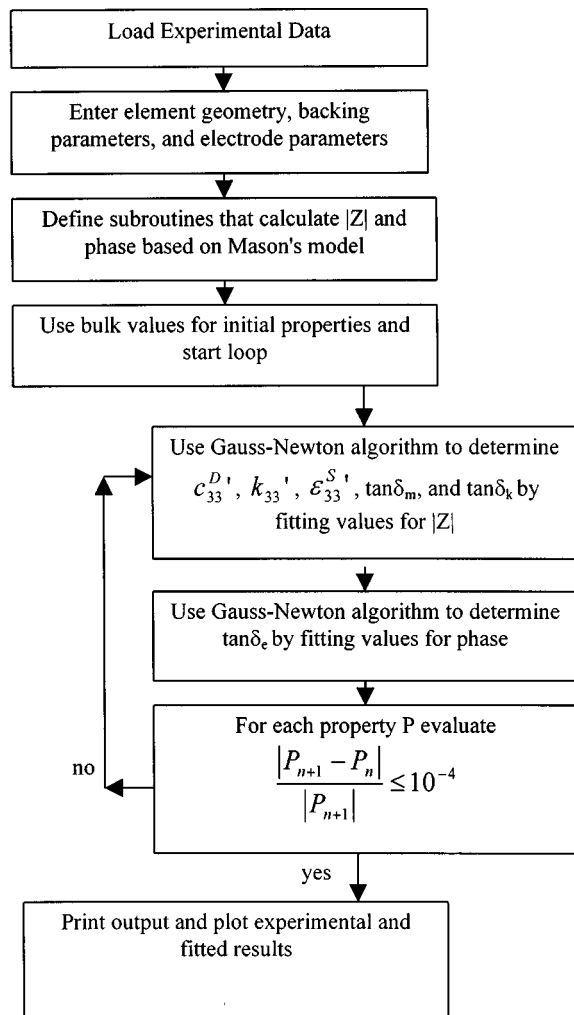 Load Experimental Data
Enter element geometry, backing
parameters, and electrode parameters
Define subroutines that calculate |Z| and
phase based on Mason's model
Use bulk values for initial properties and
start loop
Use Gauss-Newton algorithm to determine
c₃₃ᴰ', k₃₃', ε₃₃ˢ', tanδₘ, and tanδₖ by
fitting values for |Z|
Use Gauss-Newton algorithm to determine
tanδₑ by fitting values for phase
For each property P evaluate
|Pₙ₊₁ − Pₙ| / |Pₙ₊₁| ≤ 10⁻⁴
no
yes
Print output and plot experimental and
fitted results